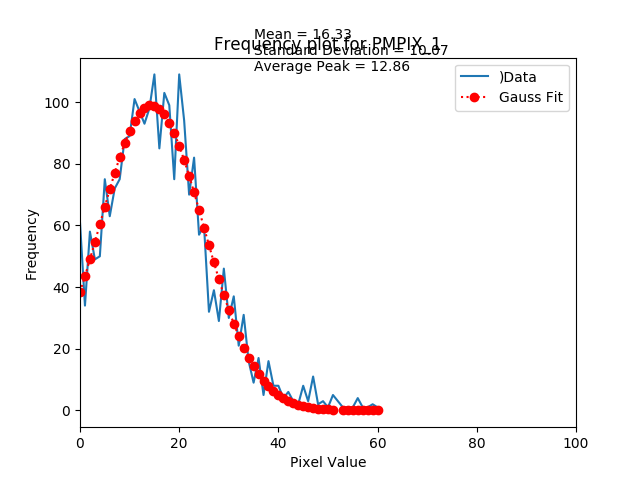 Mean = 16.33
Frequency plot for PMPIX_1
Standard Deviation = 10.07
Average Peak = 12.86
)Data
Gauss Fit
Frequency
100
80
60
40
20
0
0 20 40 60 80 100
Pixel Value